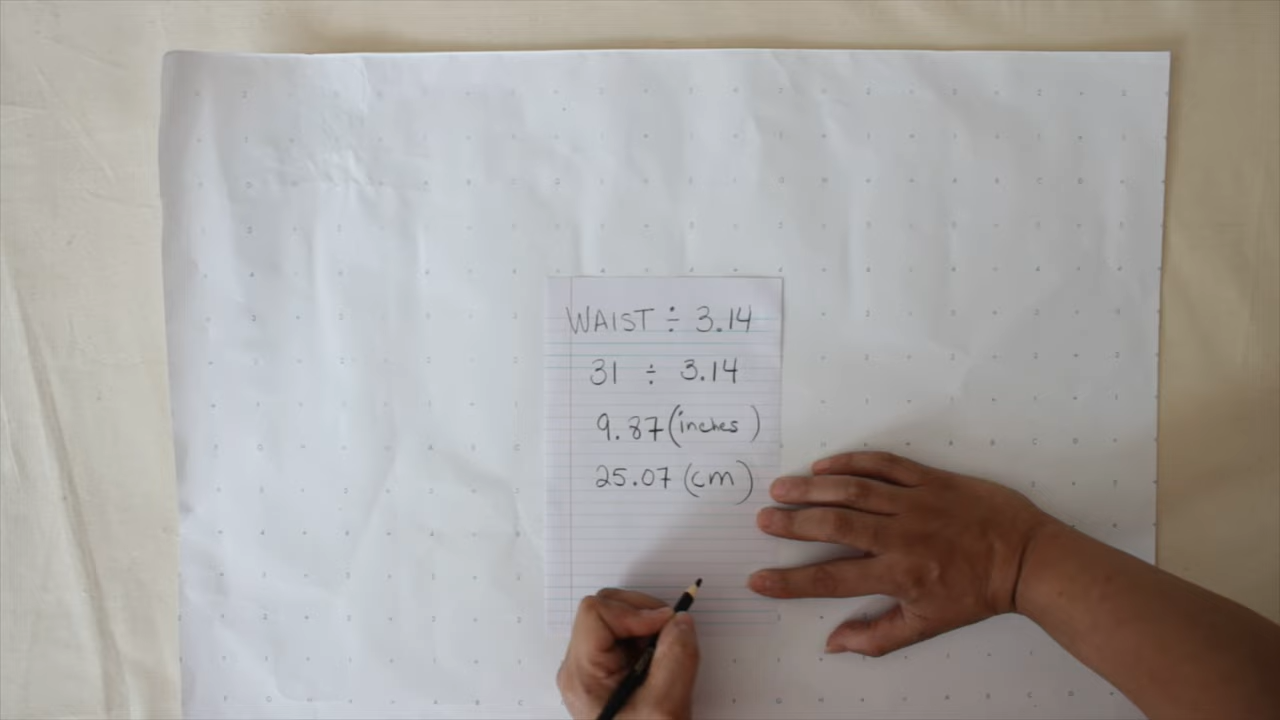 WAIST ÷ 3.14
31 ÷ 3.14
9.87 (inches)
25.07 (cm)